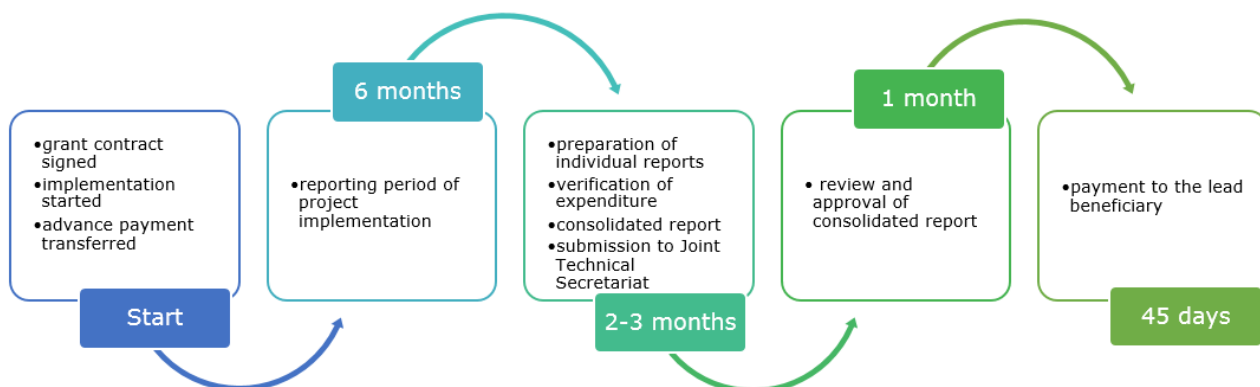 •grant contract
signed
•implementation
started
•advance payment
transferred
Start
6 months
•reporting period of
project
implementation
•preparation of
individual reports
•verification of
expenditure
•consolidated report
•submission to Joint
Technical
Secretariat
2-3 months
1 month
• review and
approval of
consolidated report
•payment to the lead
beneficiary
45 days